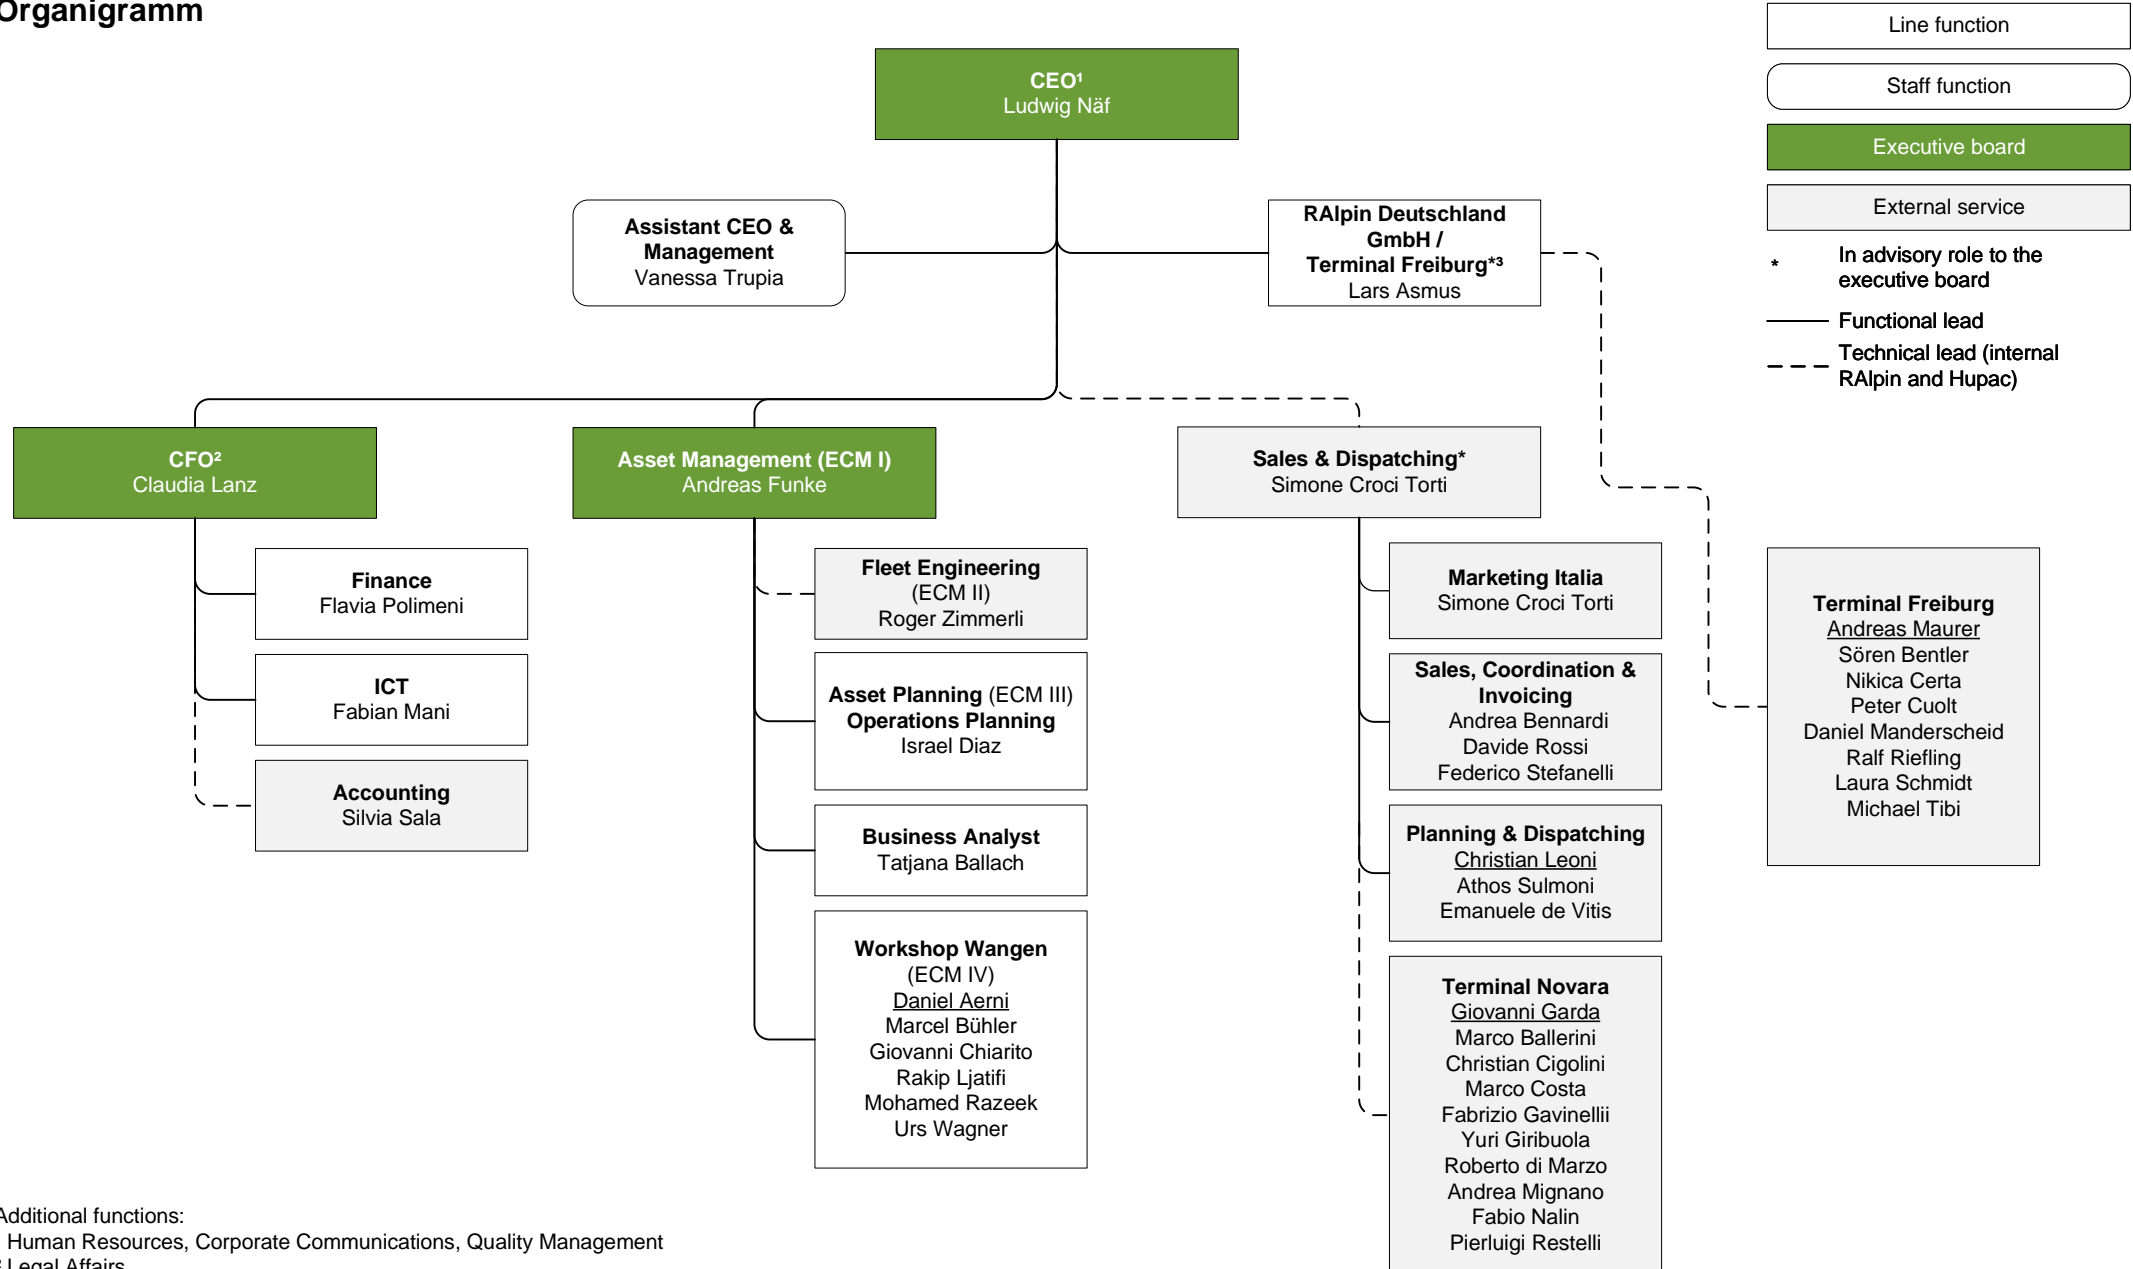 Organigramm
Line function
Staff function
Executive board
External service
* In advisory role to the
executive board
Functional lead
Technical lead (internal
RAlpin and Hupac)
CEO¹
Ludwig Näf
Assistant CEO &
Management
Vanessa Trupia
RAlpin Deutschland
GmbH /
Terminal Freiburg*³
Lars Asmus
CFO²
Claudia Lanz
Asset Management (ECM I)
Andreas Funke
Sales & Dispatching*
Simone Croci Torti
Finance
Flavia Polimeni
ICT
Fabian Mani
Accounting
Silvia Sala
Fleet Engineering
(ECM II)
Roger Zimmerli
Asset Planning (ECM III)
Operations Planning
Israel Diaz
Business Analyst
Tatjana Ballach
Workshop Wangen
(ECM IV)
Daniel Aerni
Marcel Bühler
Giovanni Chiarito
Rakip Ljatifi
Mohamed Razeek
Urs Wagner
Marketing Italia
Simone Croci Torti
Sales, Coordination &
Invoicing
Andrea Bennardi
Davide Rossi
Federico Stefanelli
Planning & Dispatching
Christian Leoni
Athos Sulmoni
Emanuele de Vitis
Terminal Novara
Giovanni Garda
Marco Ballerini
Christian Cigolini
Marco Costa
Fabrizio Gavinellii
Yuri Giribuola
Roberto di Marzo
Andrea Mignano
Fabio Nalin
Pierluigi Restelli
Terminal Freiburg
Andreas Maurer
Sören Bentler
Nikica Certa
Peter Cuolt
Daniel Manderscheid
Ralf Riefling
Laura Schmidt
Michael Tibi
Additional functions:
Human Resources, Corporate Communications, Quality Management
² Legal Affairs